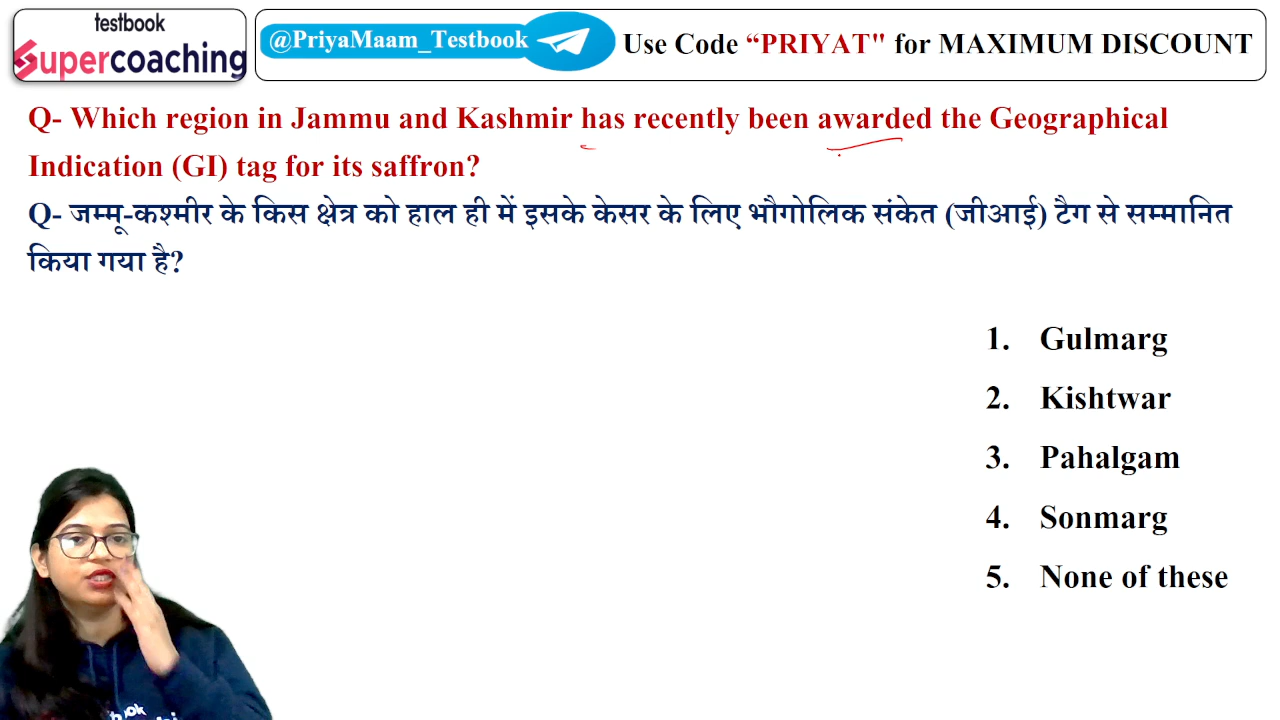 testbook
Supercoaching
@PriyaMaam_Testbook
Use Code “PRIYAT" for MAXIMUM DISCOUNT
Q- Which region in Jammu and Kashmir has recently been awarded the Geographical
Indication (GI) tag for its saffron?
Q- जम्मू-कश्मीर के किस क्षेत्र को हाल ही में इसके केसर के लिए भौगोलिक संकेत (जीआई) टैग से सम्मानित
किया गया है?
1. Gulmarg
2. Kishtwar
3. Pahalgam
4. Sonmarg
5. None of these